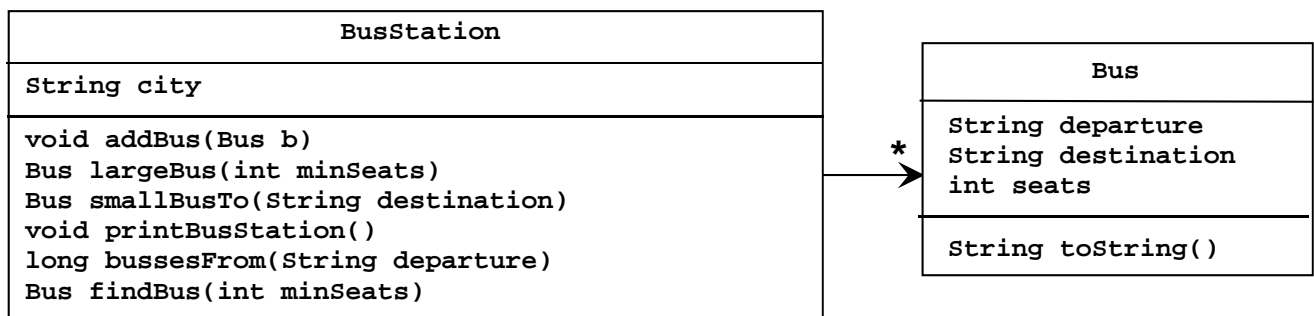 BusStation
String city
void addBus(Bus b)
Bus largeBus(int minSeats)
Bus smallBusTo(String destination)
void printBusStation()
long bussesFrom(String departure)
Bus findBus(int minSeats)
*
Bus
String departure
String destination
int seats
String toString()